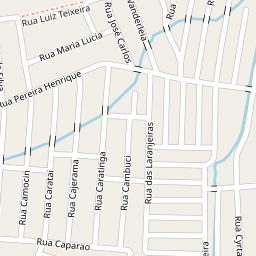 Rua Luiz Teixeira
Rua José Carlos
Rua Maria Lucia
Rua Pereira Henrique
Rua Camocin
Rua Caratai
Rua Cajerama
Rua Caratinga
Rua Cambuci
Rua das Laranjeiras
Rua Caparao